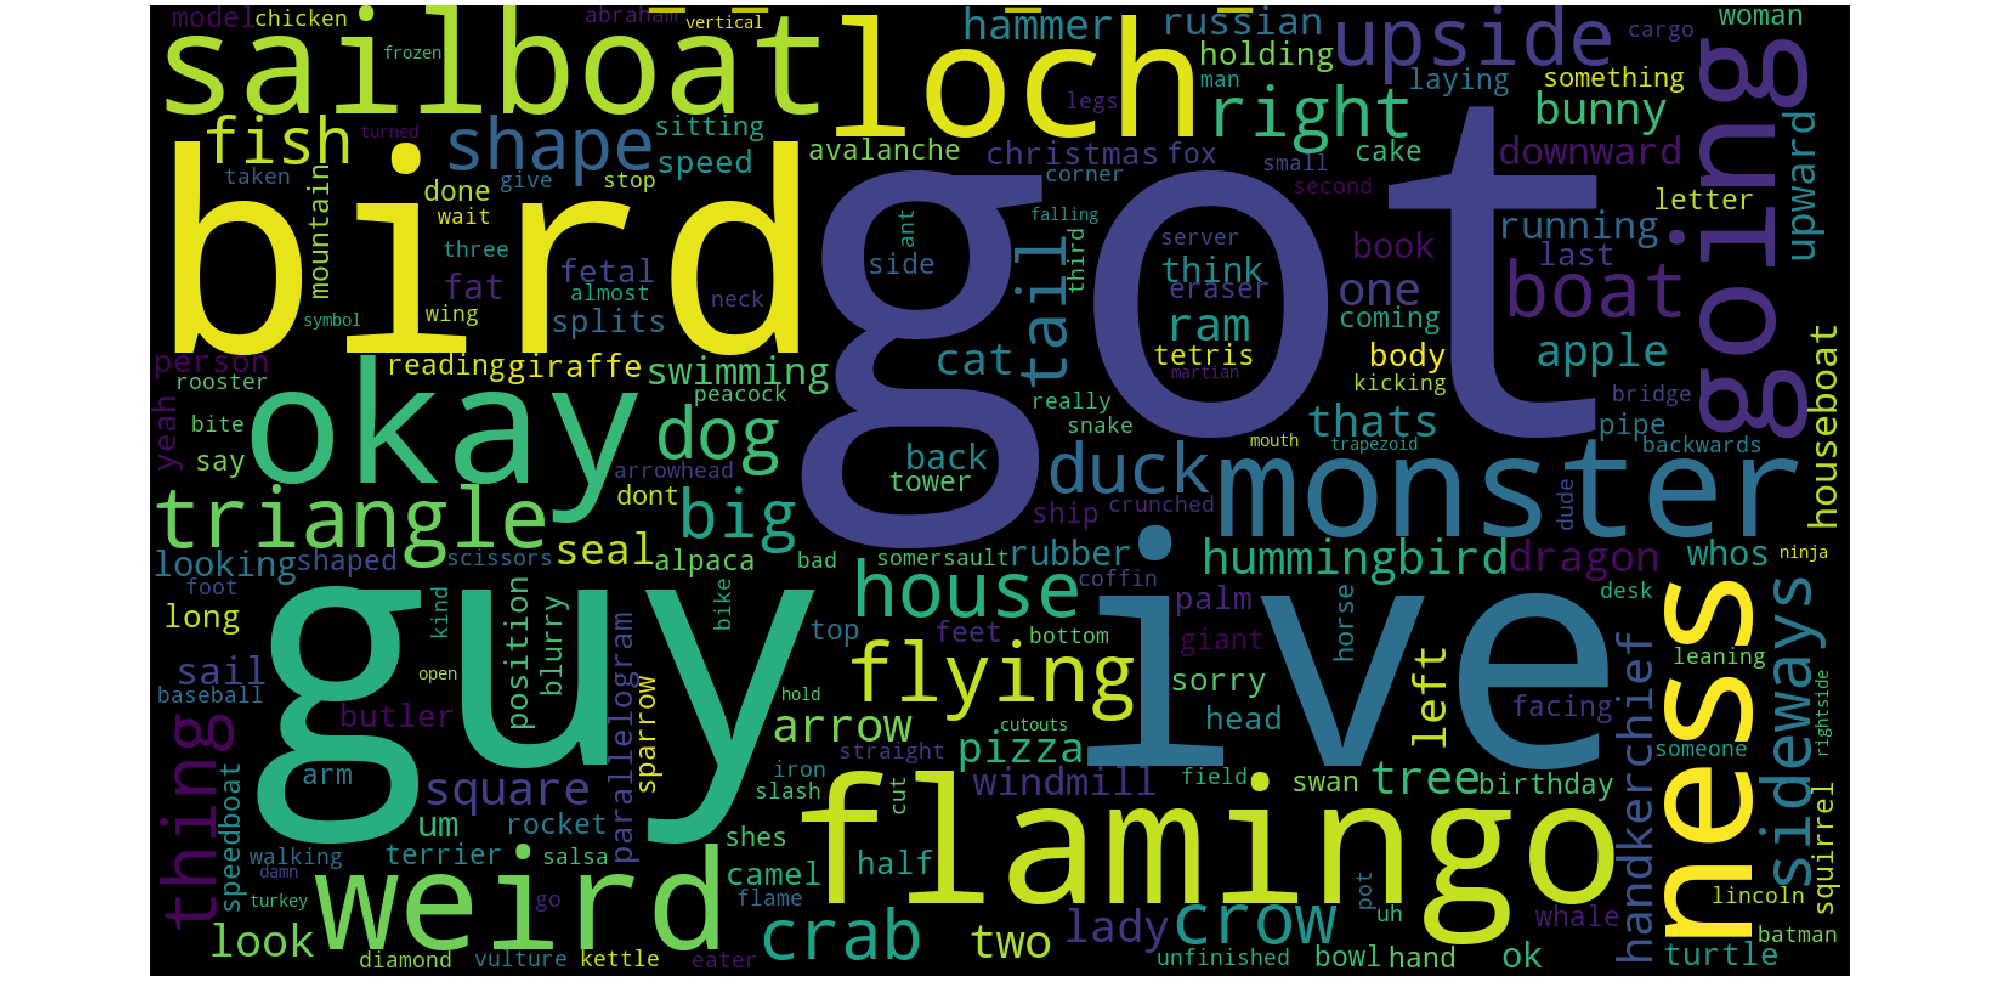 model chicken abraham vertical hammer russian upside cargo woman
sailboat frozen loch holding man laying something going
legs right bunny
fish turned shape sitting speed avalanche christmas fox small cake downward upward
taken mountain done give stop corner second letter
bird wait got falling running
three fetal side ant tail third server think book last
fat almost neck eraser one boat
symbol wing splits ram coming
person reading giraffe swimming cat tetris body apple houseboat
rooster peacock martian kicking bridge
yeah bite okay dog really snake thats pipe
say arrowhead back mouth trapezoid backwards
triangle dont big tower duck monster
ship crunched dude
looking shaped scissors seal alpaca bad somersault rubber hummingbird dragon whos ninja
foot coffin desk
long kind position blurry bike house palm horse ness sideways
guy top feet bottom ive giant handkerchief
sail open parallelogram flying sorry left leaning
baseball hold rightside
thing butler sparrow arrow cutouts head facing
straight pizza someone
arm square iron windmill field swan tree birthday
speedboat slash cut flamingo squirrel
um rocket shes
walking terrier salsa camel half
damn weird flame pot lincoln
turkey go uh whale
look crab two lady crow batman
diamond vulture kettle eater unfinished bowl hand ok turtle